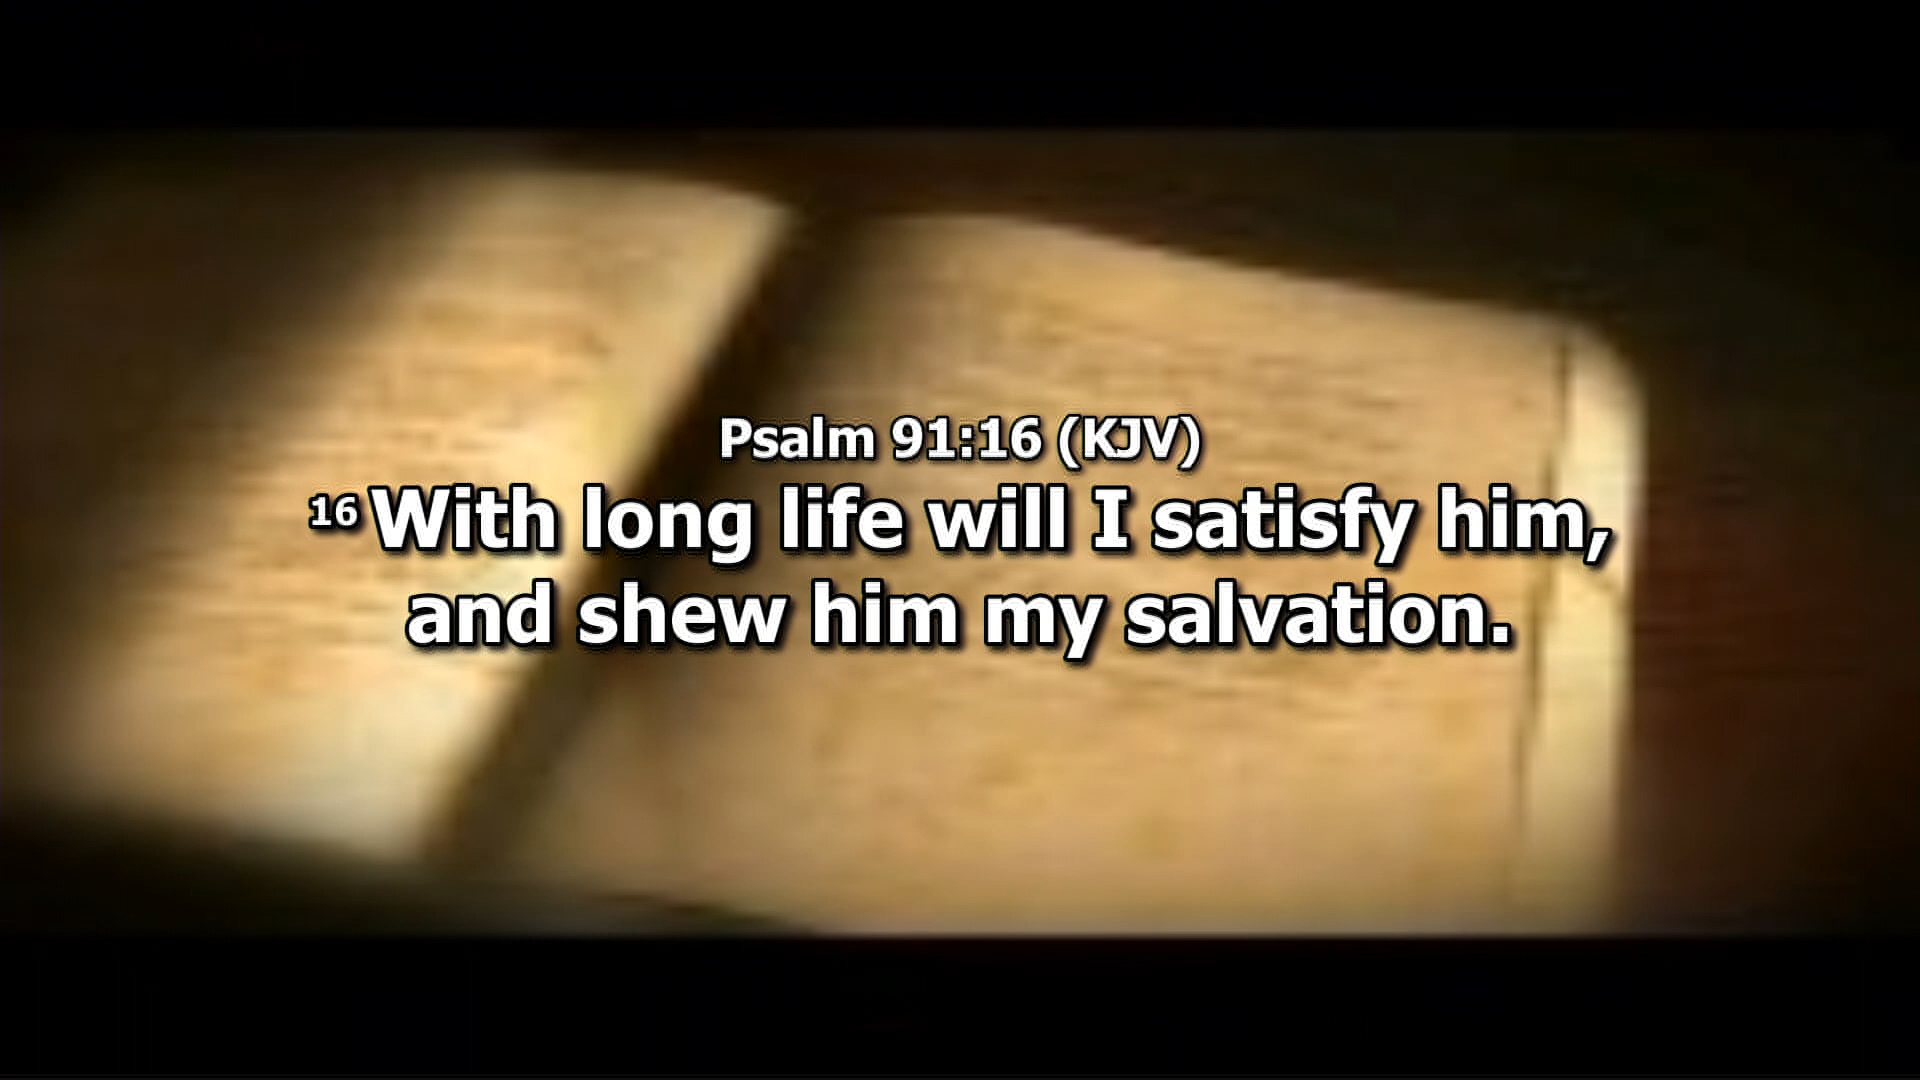 Psalm 91:16 (KJV)
16 With long life will I satisfy him,
and shew him my salvation.